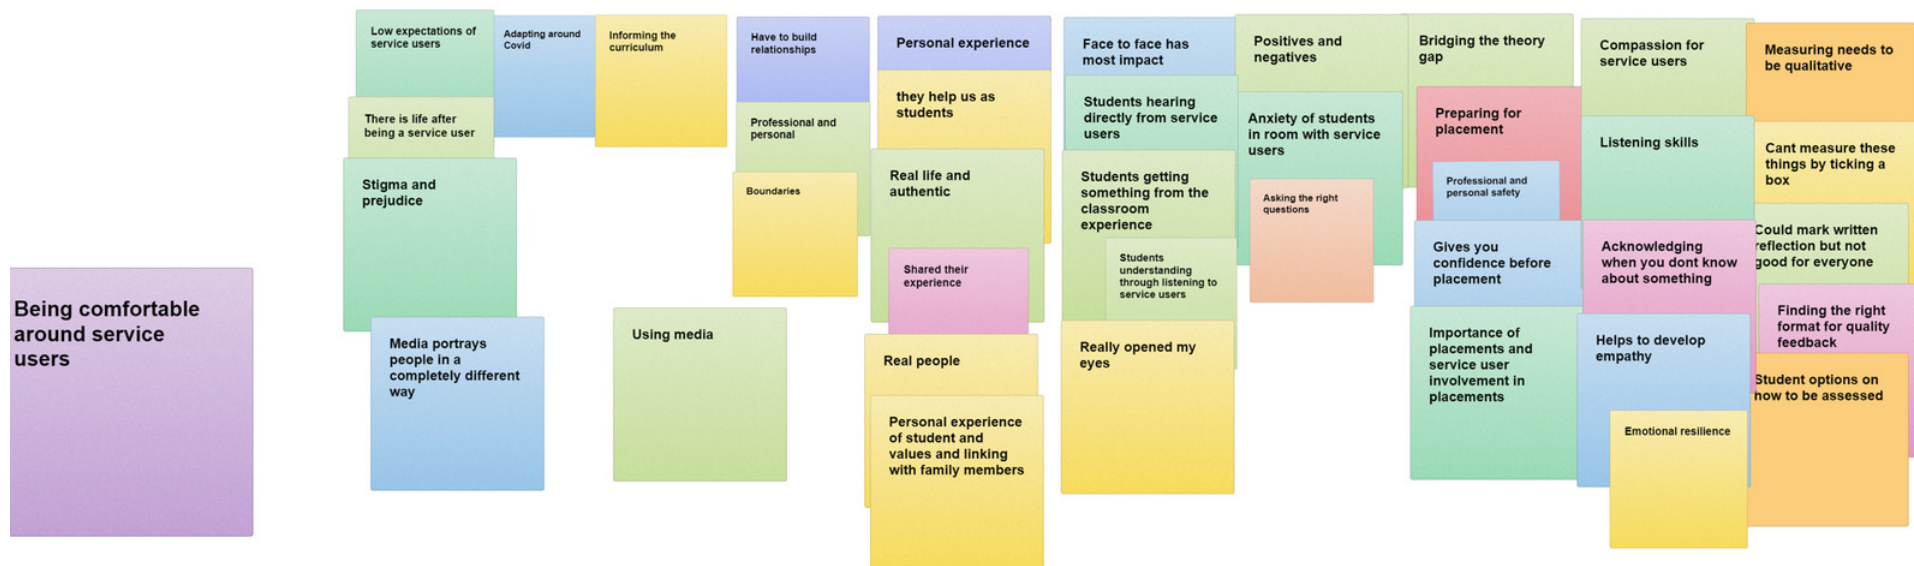 Being comfortable
around service
users
Low expectations of
service users
There is life after
being a service user
Stigma and
prejudice
Media portrays
people in a
completely different
way
Adapting around
Covid
Informing the
curriculum
Using media
Have to build
relationships
Professional and
personal
Boundaries
Personal experience
they help us as
students
Real life and
authentic
Shared their
experience
Real people
Personal experience
of student and
values and linking
with family members
Face to face has
most impact
Students hearing
directly from service
users
Students getting
something from the
classroom
experience
Students
understanding
through listening to
service users
Really opened my
eyes
Positives and
negatives
Anxiety of students
in room with service
users
Asking the right
questions
Bridging the theory
gap
Preparing for
placement
Professional and
personal safety
Gives you
confidence before
placement
Importance of
placements and
service user
involvement in
placements
Compassion for
service users
Listening skills
Acknowledging
when you dont know
about something
Helps to develop
empathy
Emotional resilience
Measuring needs to
be qualitative
Cant measure these
things by ticking a
box
Could mark written
reflection but not
good for everyone
Finding the right
format for quality
feedback
Student options on
how to be assessed